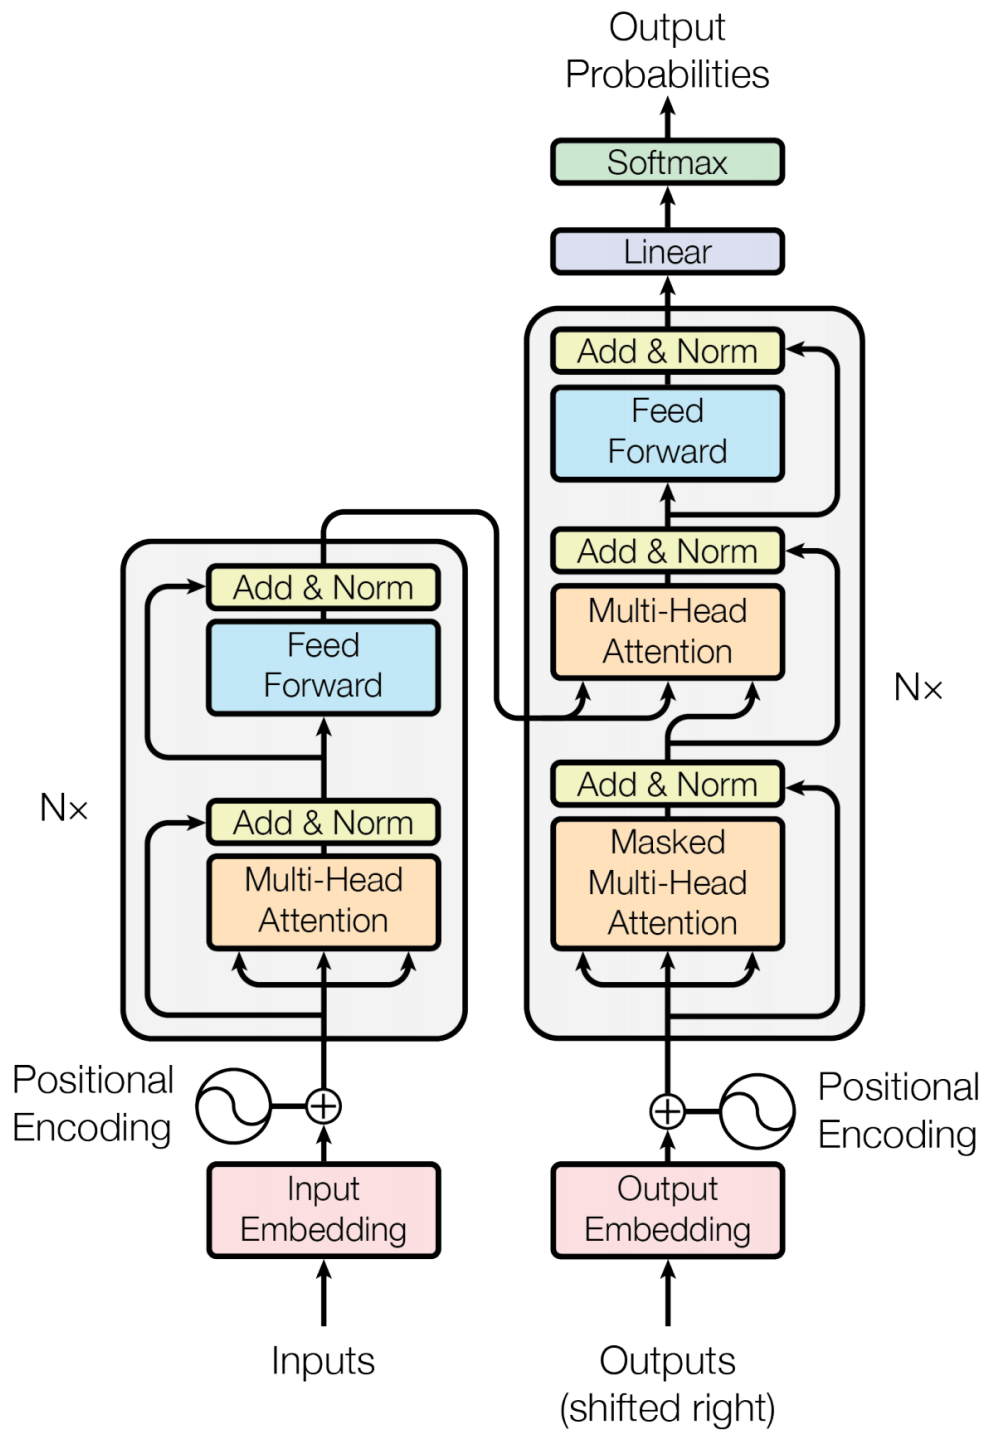 Output
Probabilities
Softmax
Linear
Add & Norm
Feed
Forward
Add & Norm
Multi-Head
Attention
Nx
Add & Norm
Masked
Multi-Head
Attention
Positional
Encoding
Output
Embedding
Outputs
(shifted right)
Add & Norm
Feed
Forward
Nx
Add & Norm
Multi-Head
Attention
Positional
Encoding
Input
Embedding
Inputs